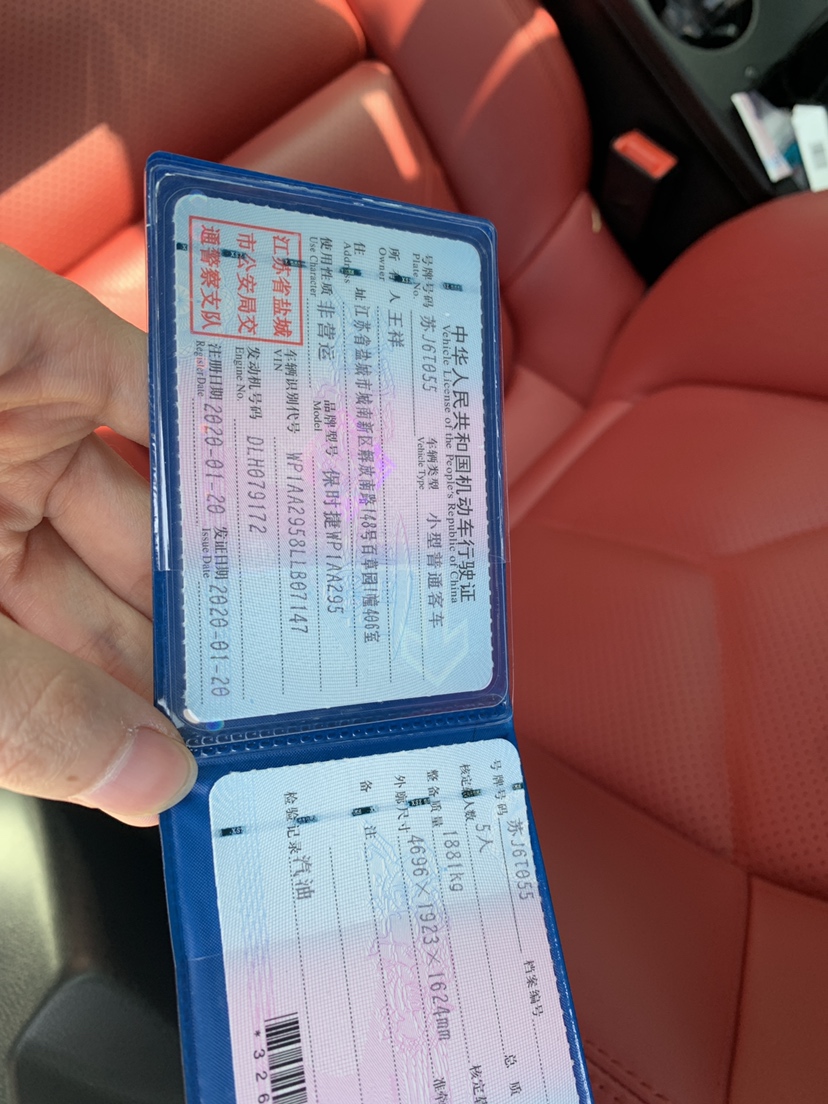 中华人民共和国机动车行驶证
Vehicle License of the People's Republic of China
号牌号码 苏J6T055 车辆类型 小型普通客车
Plate No. Vehicle Type
所有人 王祥
Owner
住址 江苏省盐城市城南新区解放南路148号百草园1幢406室
Address
使用性质 非营运 品牌型号 保时捷WP1AA295
Use Character Model
江苏省盐城
市公安局交
通警察支队
车辆识别代号 WP1AA2958LLB07147
VIN
发动机号码 DLH079172
Engine No.
注册日期 2020-01-20 发证日期 2020-01-20
Register Date Issue Date
号牌号码 苏J6T055 档案编号
核定载人数 5人 总质
整备质量 1881kg 核定载
外廓尺寸 4696×1923×1624mm 准牵
备注
检验记录 汽油
*326